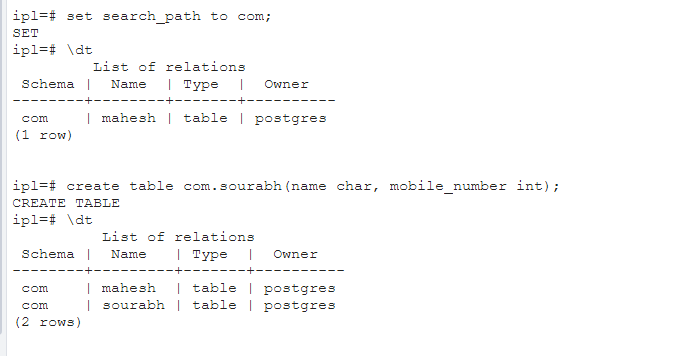 ipl=# set search_path to com;
SET
ipl=# \dt
        List of relations
 Schema |  Name  | Type  |  Owner
--------+--------+-------+----------
 com    | mahesh | table | postgres
(1 row)
ipl=# create table com.sourabh(name char, mobile_number int);
CREATE TABLE
ipl=# \dt
         List of relations
 Schema |  Name   | Type  |  Owner
--------+---------+-------+----------
 com    | mahesh  | table | postgres
 com    | sourabh | table | postgres
(2 rows)